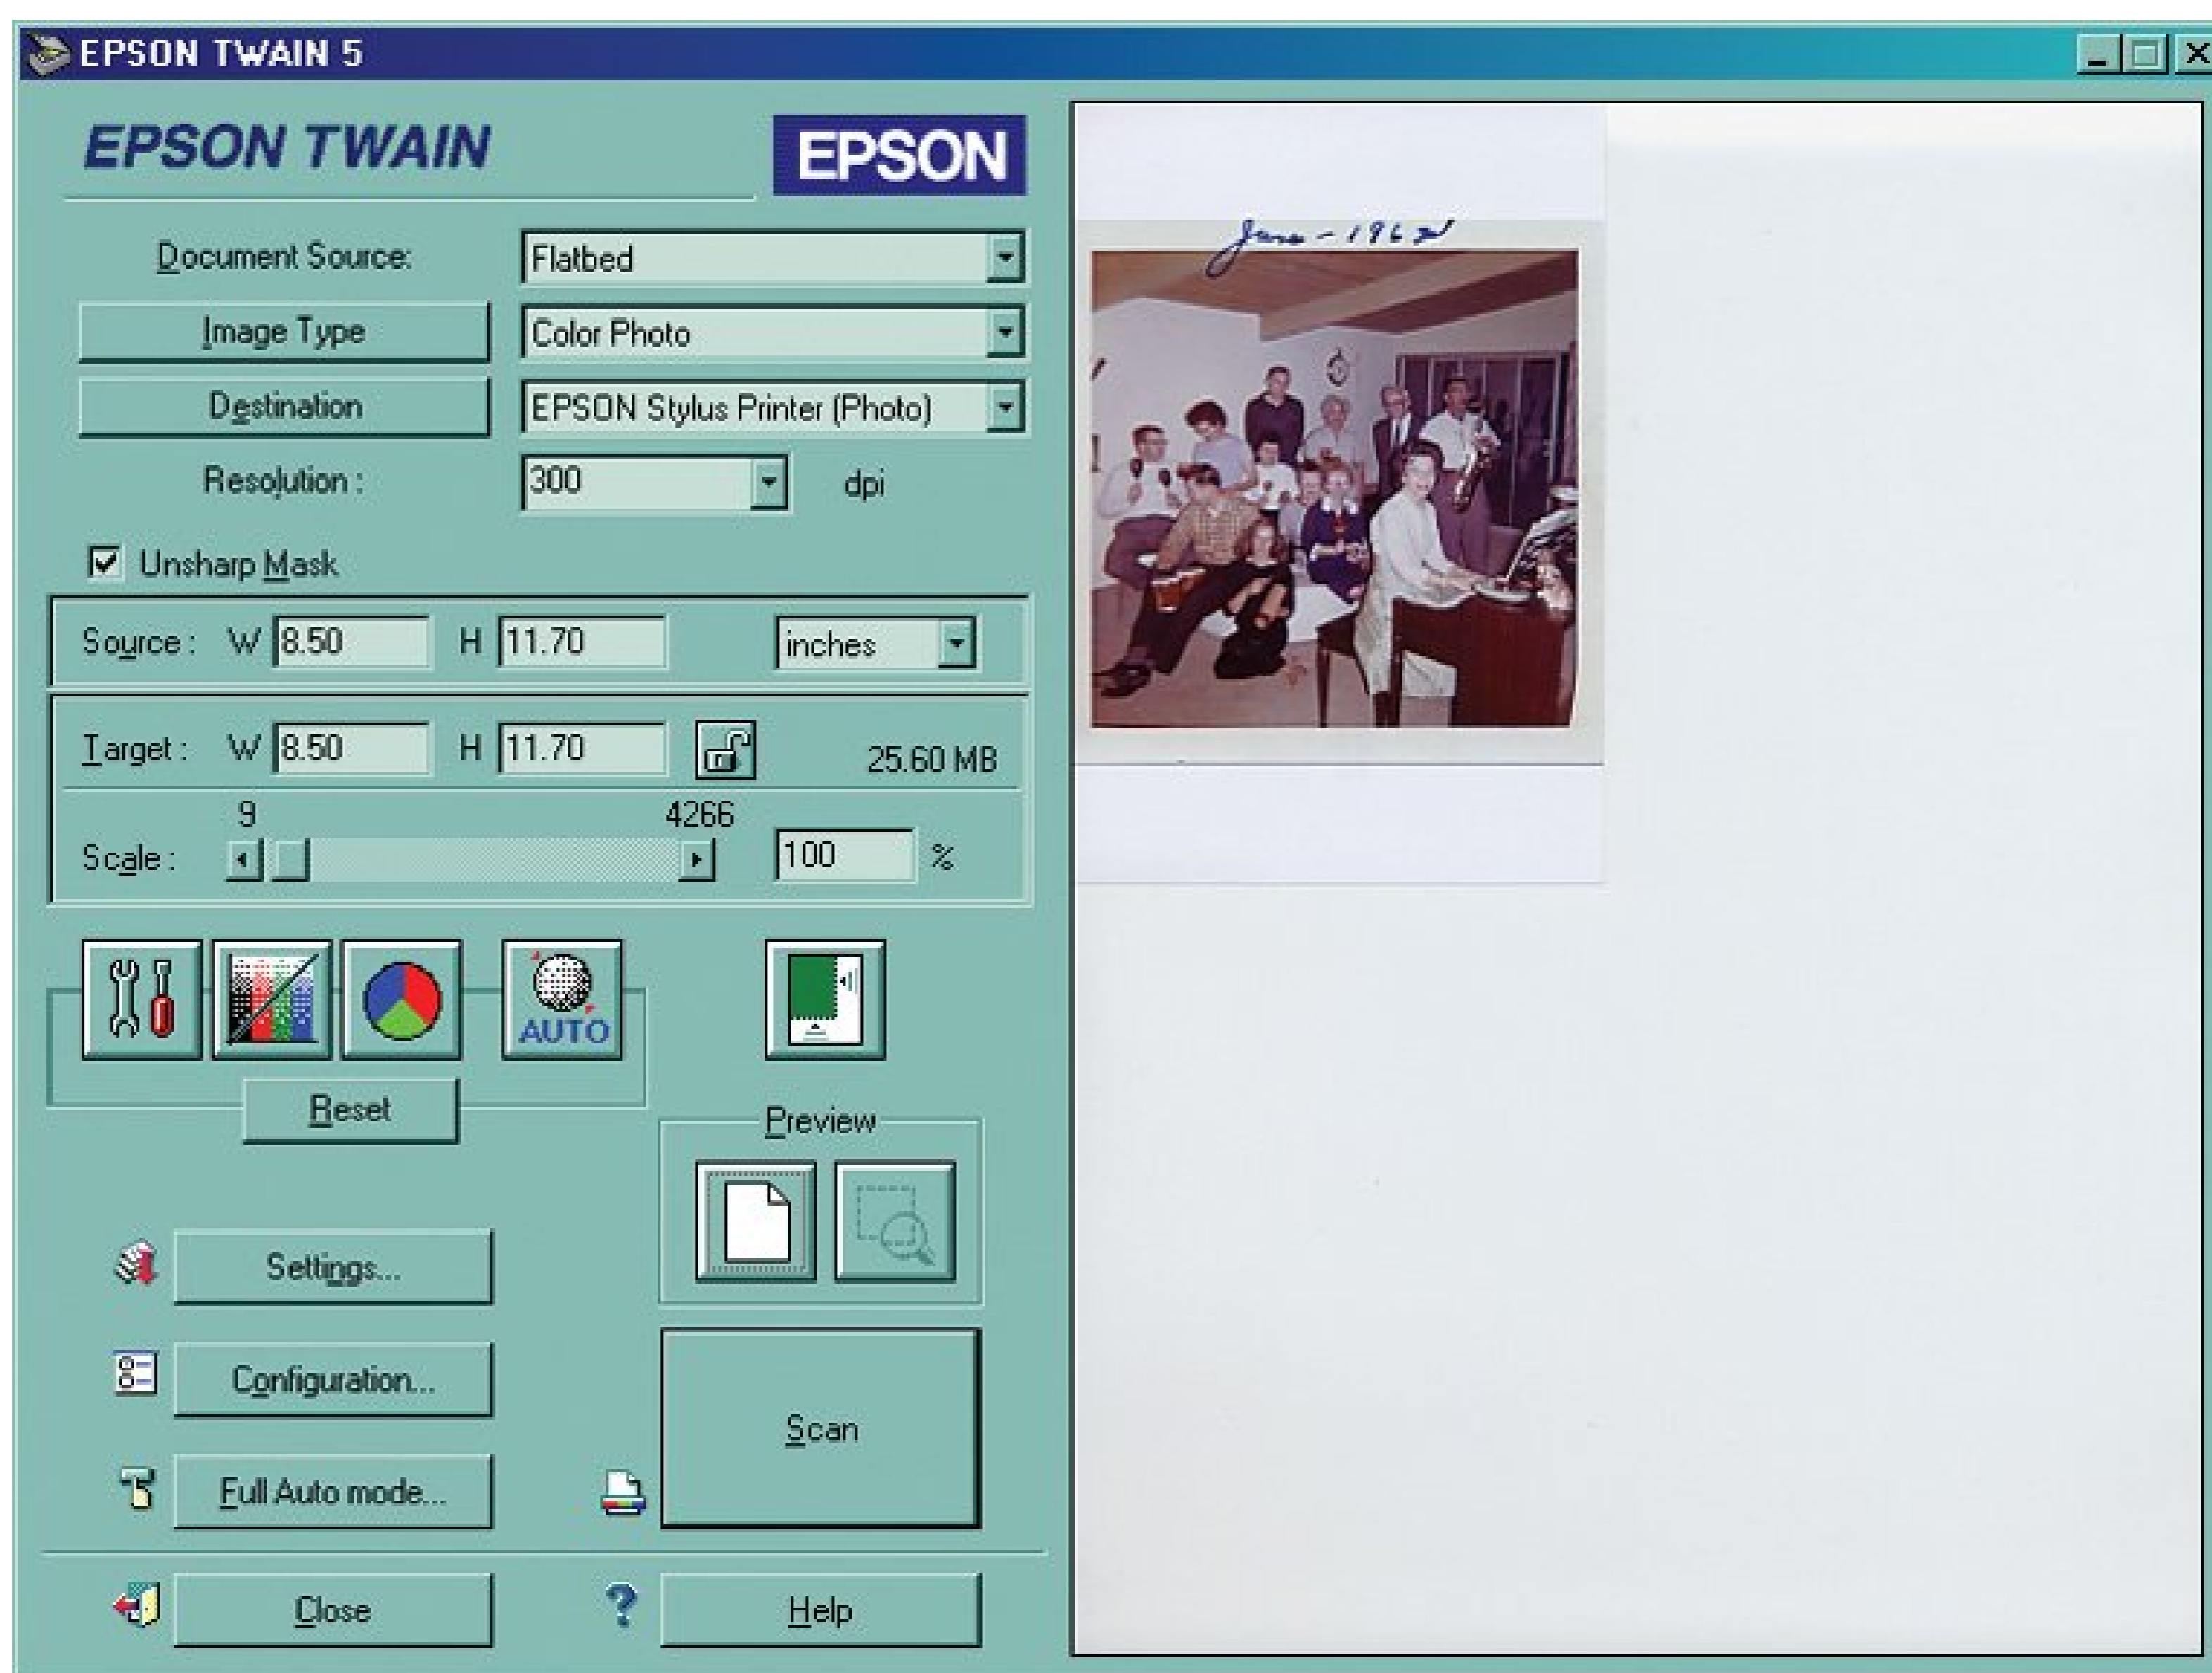 EPSON TWAIN 5
EPSON TWAIN
EPSON
Document Source:
Flatbed
Image Type
Color Photo
Destination
EPSON Stylus Printer (Photo)
Resolution :
300
dpi
Unsharp Mask
Source : W 8.50 H 11.70 inches
Target : W 8.50 H 11.70 25.60 MB
9 4266
Scale : 100 %
AUTO
Reset
Preview
Settings...
Configuration...
Full Auto mode...
Scan
Close
? Help
June - 1962